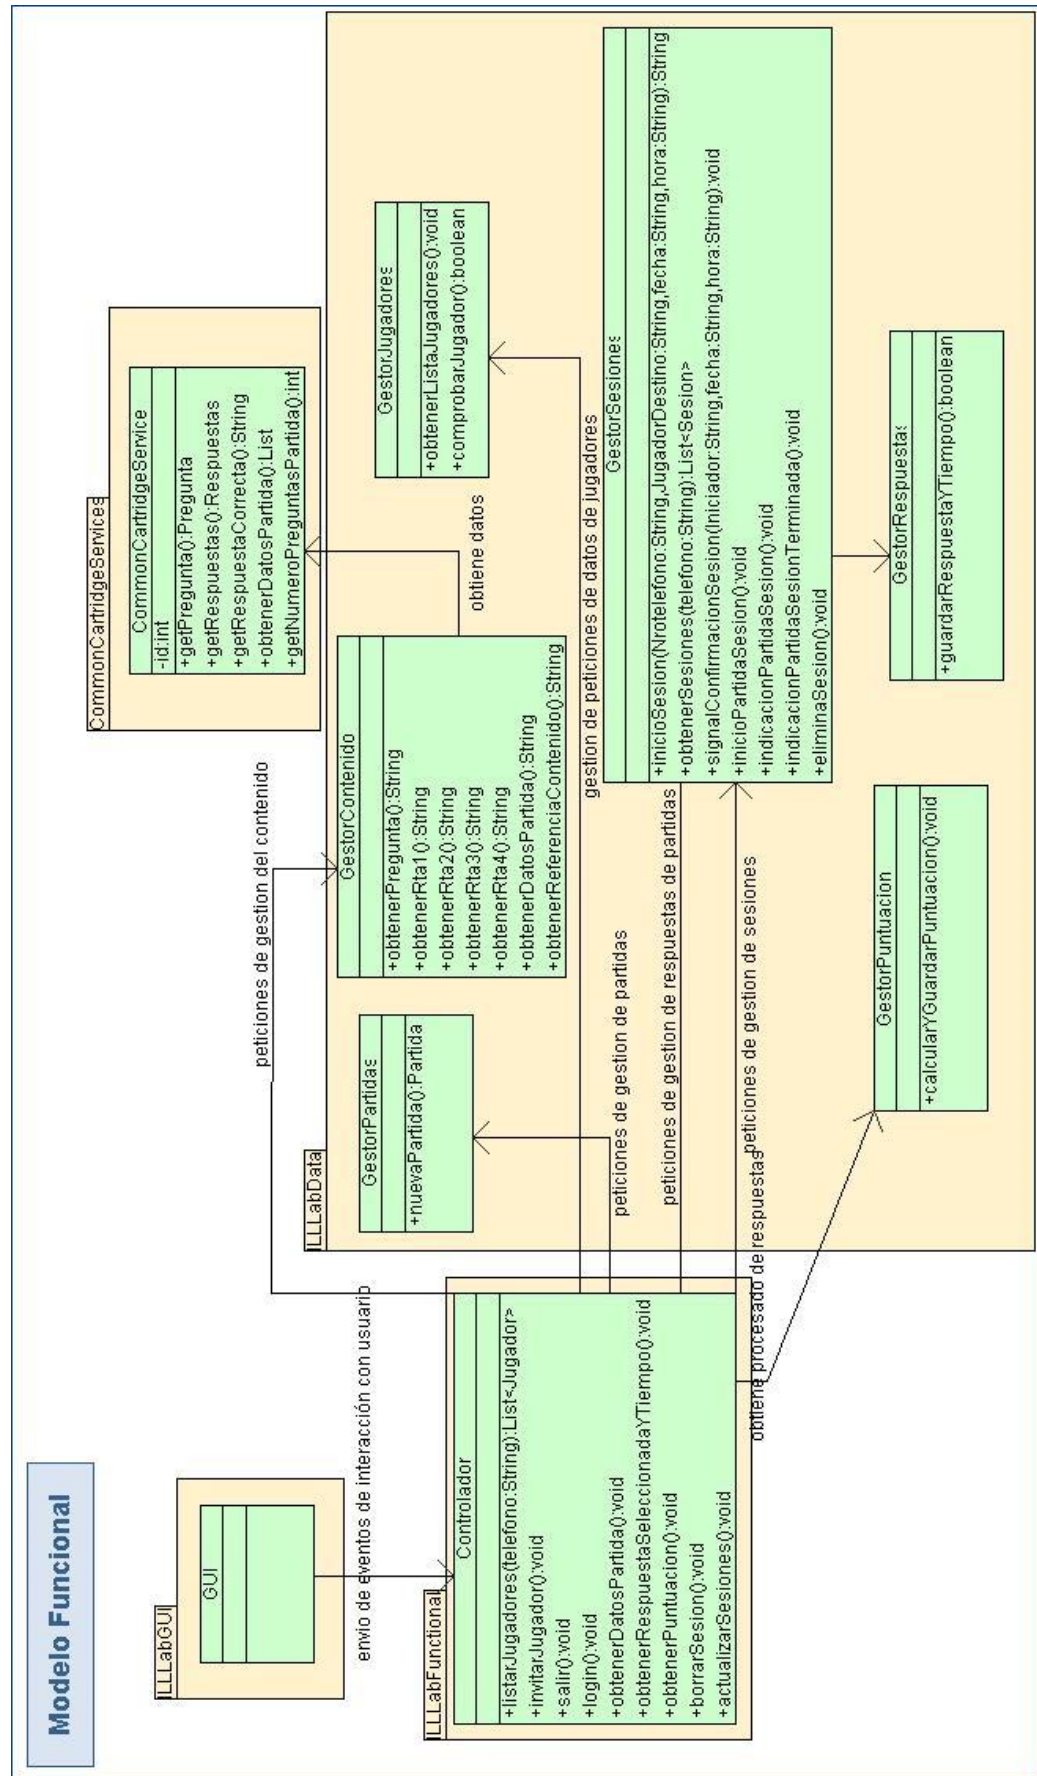 Modelo Funcional
ILLLabGUI
GUI
envio de eventos de interacción con usuario
ILLLabFunctional
Controlador
+listarJugadores(telefono:String):List<Jugador>
+invitarJugador():void
+salir():void
+login():void
+obtenerDatosPartida():void
+obtenerRespuestaSeleccionadaYTiempo():void
+obtenerPuntuacion():void
+borrarSesion():void
+actualizarSesiones():void
peticiones de gestion del contenido
CommonCartridgeServices
CommonCartridgeService
-id:int
+getPregunta():Pregunta
+getRespuestas():Respuestas
+getRespuestaCorrecta():String
+obtenerDatosPartida():List
+getNumeroPreguntasPartida():int
ILLLabData
GestorPartidas
+nuevaPartida():Partida
GestorContenido
+obtenerPregunta():String
+obtenerRta1():String
+obtenerRta2():String
+obtenerRta3():String
+obtenerRta4():String
+obtenerDatosPartida():String
+obtenerReferenciaContenido():String
obtiene datos
GestorJugadores
+obtenerListaJugadores():void
+comprobarJugador():boolean
gestion de peticiones de datos de jugadores
peticiones de gestion de partidas
peticiones de gestion de respuestas de partidas
peticiones de gestion de sesiones
obtiene procesado de respuestas
GestorSesiones
+inicioSesion(Nrotelefono:String,JugadorDestino:String,fecha:String,hora:String):String
+obtenerSesiones(telefono:String):List<Sesion>
+signalConfirmacionSesion(Iniciador:String,fecha:String,hora:String):void
+inicioPartidaSesion():void
+indicacionPartidaSesion():void
+indicacionPartidaSesionTerminada():void
+eliminaSesion():void
GestorPuntuacion
+calcularYGuardarPuntuacion():void
GestorRespuestas
+guardarRespuestaYTiempo():boolean